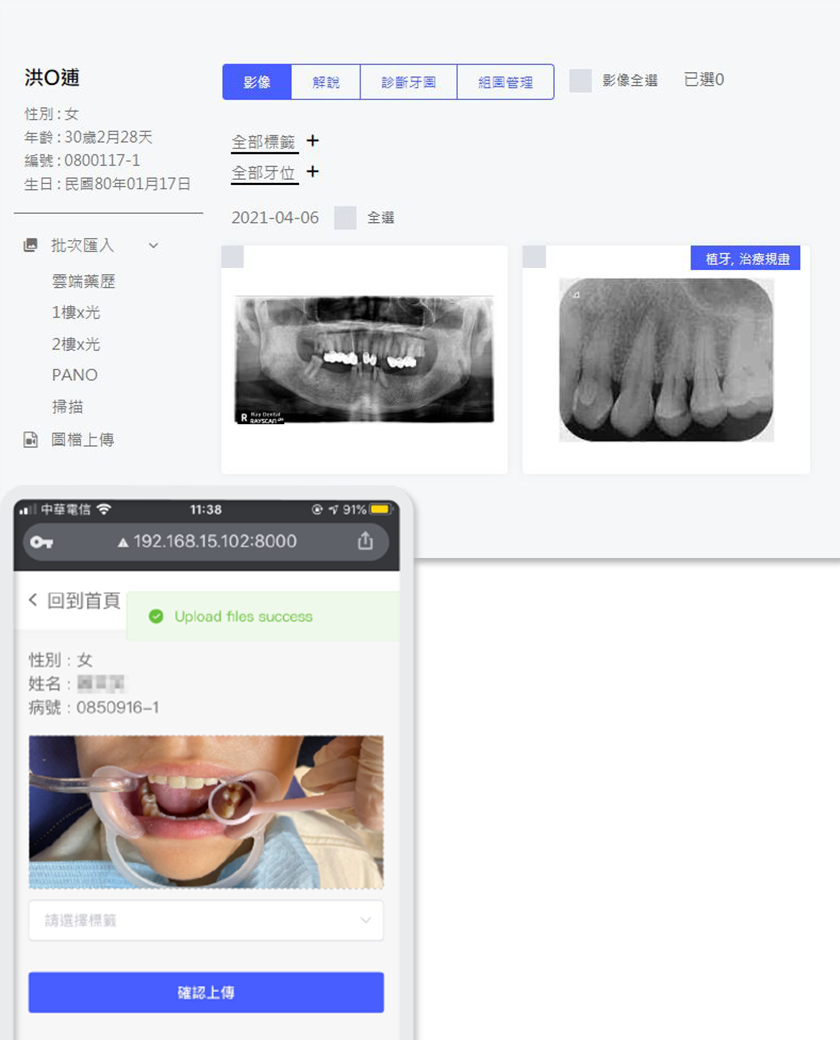 洪O逋
性別 : 女
年齡 : 30歲2月28天
編號 : 0800117-1
生日 : 民國80年01月17日
批次匯入
雲端藥歷
1樓x光
2樓x光
PANO
掃描
圖檔上傳
影像 解說 診斷牙圖 組圖管理 影像全選 已選0
全部標籤 +
全部牙位 +
2021-04-06 全選
植牙, 治療規畫
R Ray Dental
RAYSCAN
中華電信 11:38 91%
192.168.15.102:8000
回到首頁
Upload files success
性別 : 女
姓名 :
病號 : 0850916-1
請選擇標籤
確認上傳